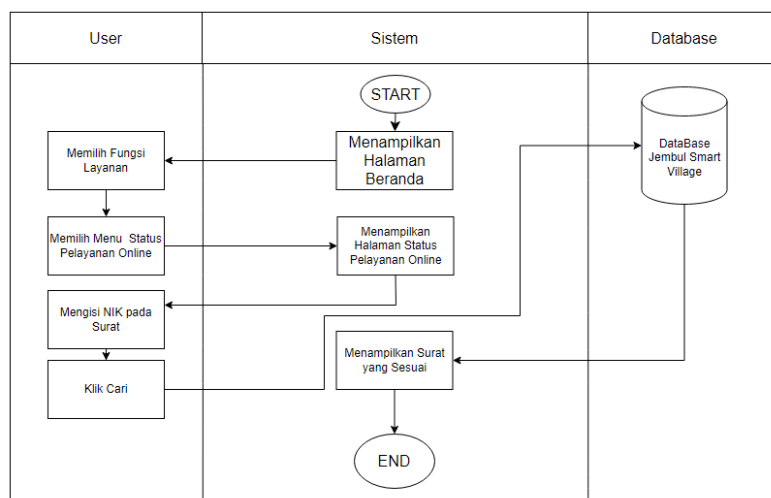 User
Sistem
Database
START
Menampilkan
Halaman
Beranda
Memilih Fungsi
Layanan
DataBase
Jembul Smart
Village
Memilih Menu Status
Pelayanan Online
Menampilkan
Halaman Status
Pelayanan Online
Mengisi NIK pada
Surat
Klik Cari
Menampilkan Surat
yang Sesuai
END